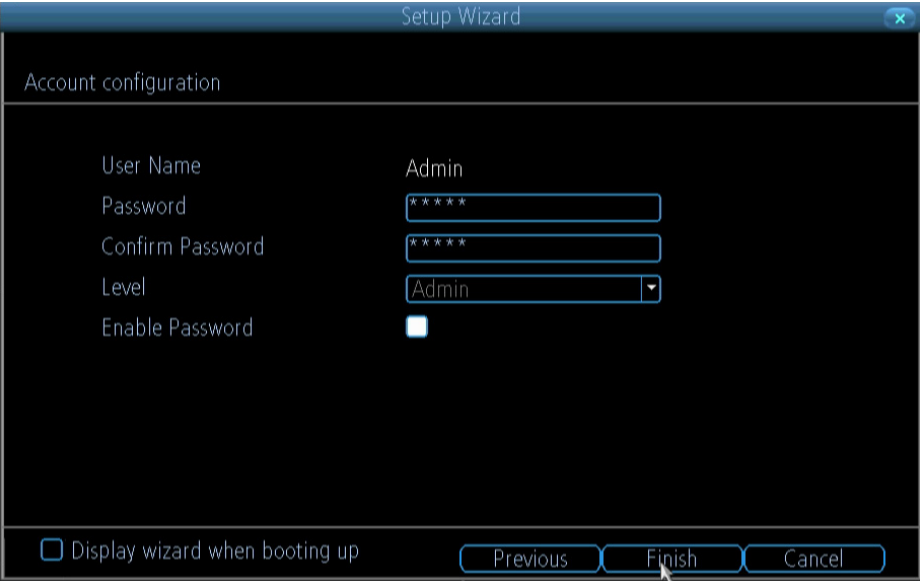 Setup Wizard
Account configuration
User Name Admin
Password *****
Confirm Password *****
Level Admin
Enable Password
Display wizard when booting up Previous Finish Cancel